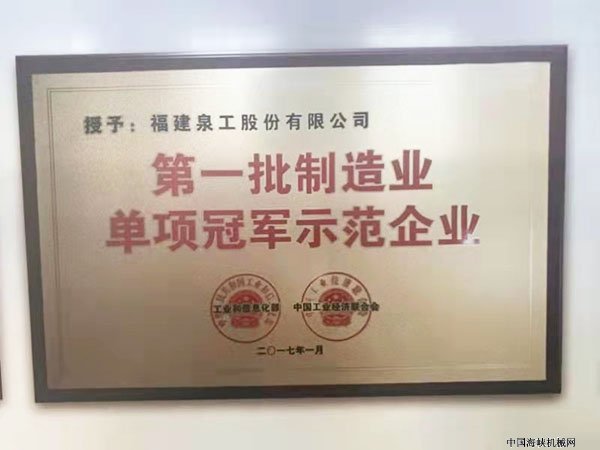 授予：福建泉工股份有限公司
第一批制造业
单项冠军示范企业
工业和信息化部 中国工业经济联合会
二〇一七年一月
中国海峡机械网